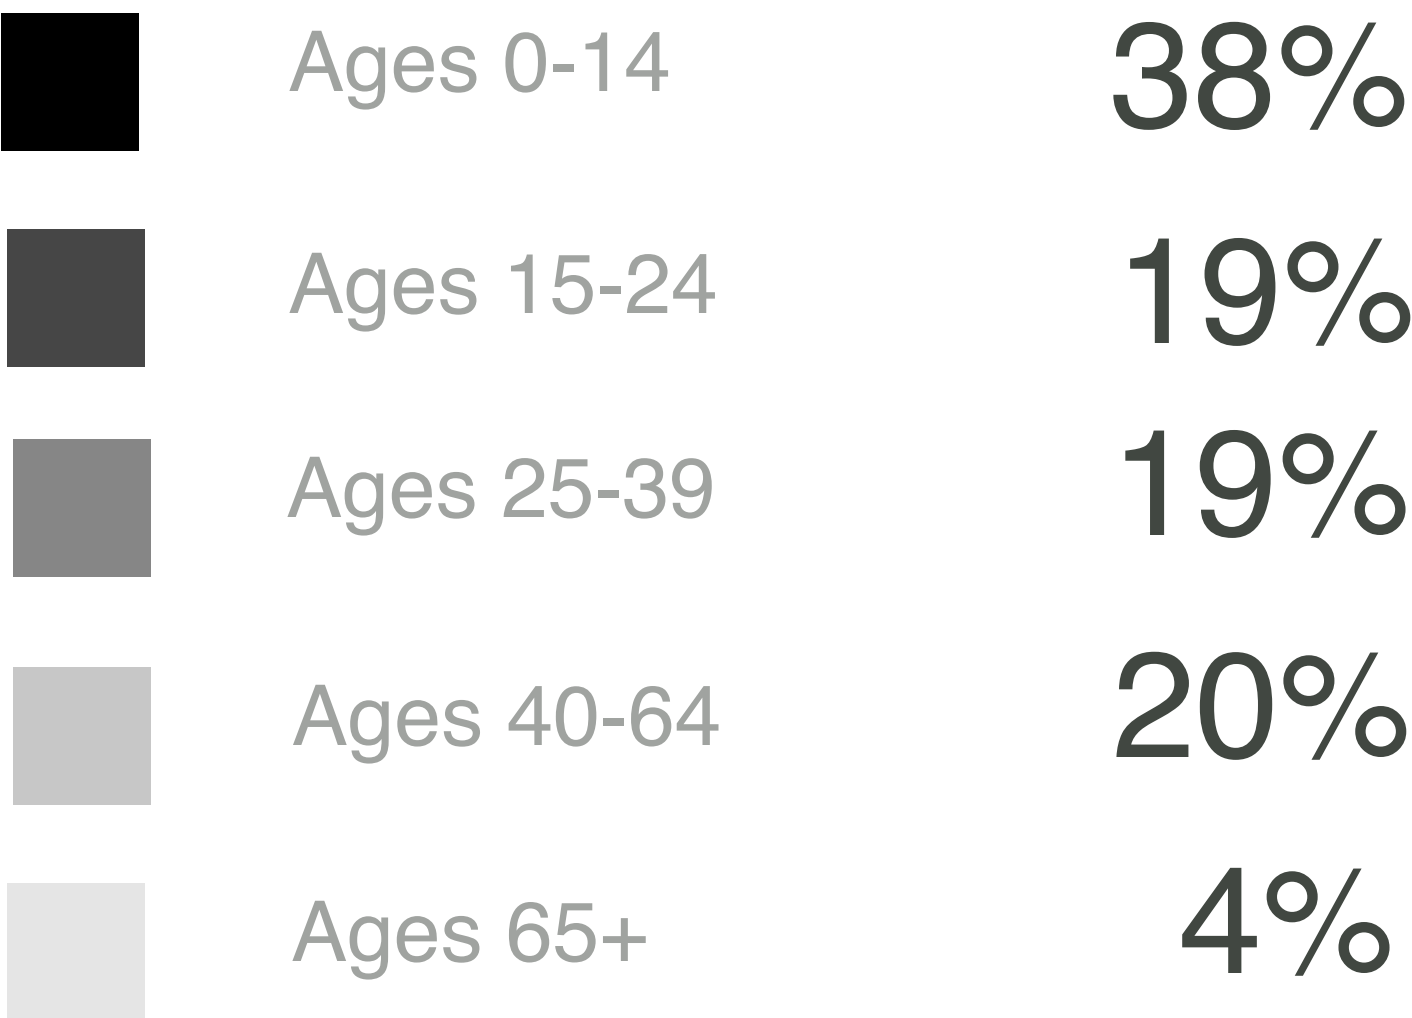 Ages 0-14 38%
Ages 15-24 19%
Ages 25-39 19%
Ages 40-64 20%
Ages 65+ 4%